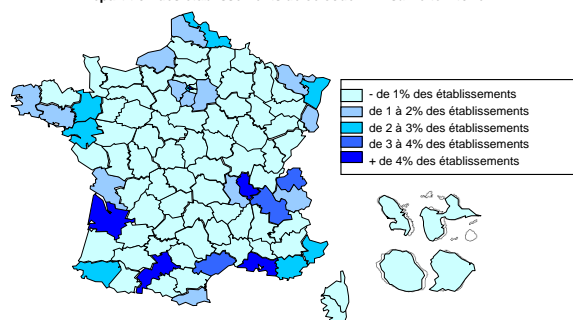 - de 1% des établissements
de 1 à 2% des établissements
de 2 à 3% des établissements
de 3 à 4% des établissements
+ de 4% des établissements